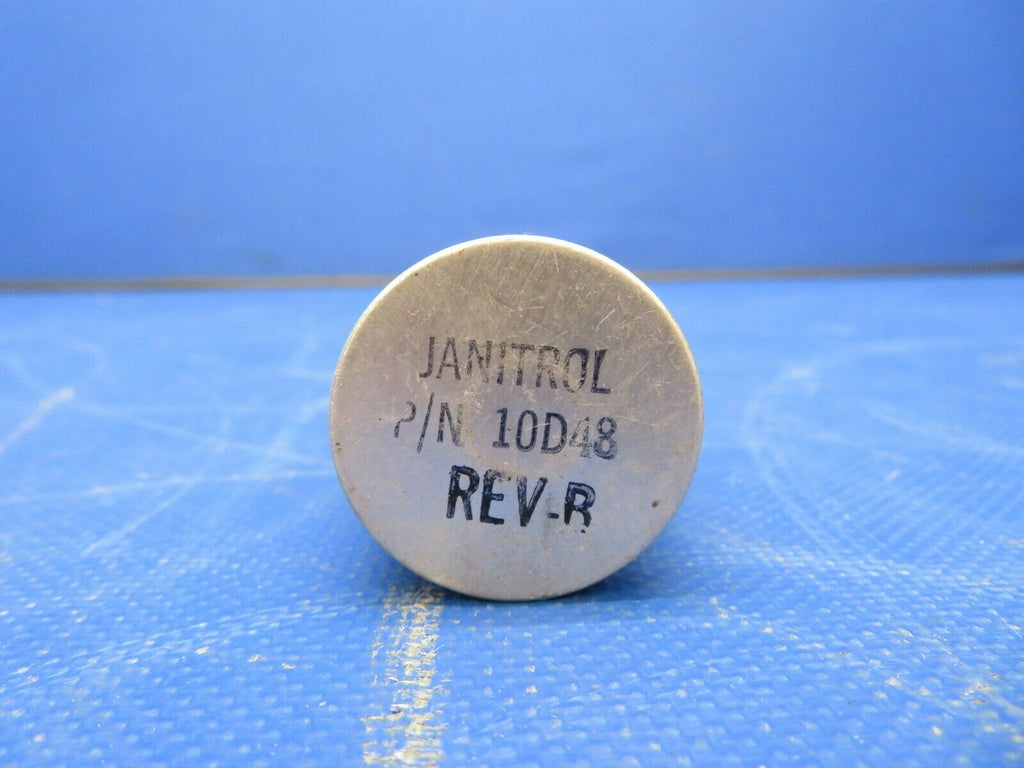 JANITROL
P/N 10D48
REV-B